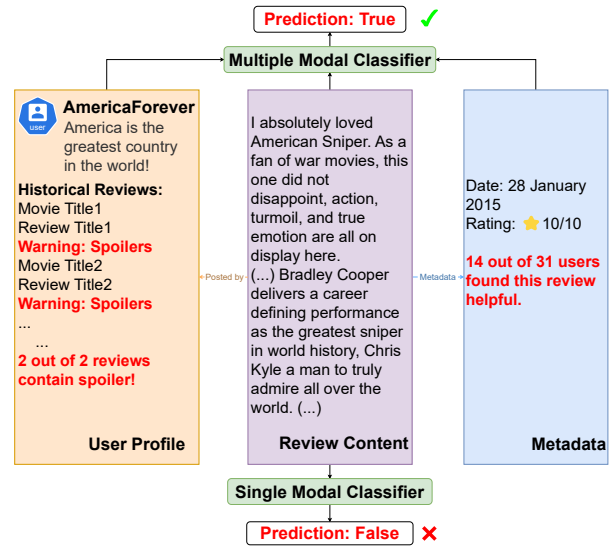 Prediction: True
Multiple Modal Classifier
user
AmericaForever
America is the
greatest country
in the world!
Historical Reviews:
Movie Title1
Review Title1
Warning: Spoilers
Movie Title2
Review Title2
Warning: Spoilers
...
...
2 out of 2 reviews
contain spoiler!
User Profile
Posted by
I absolutely loved
American Sniper. As a
fan of war movies, this
one did not
disappoint, action,
turmoil, and true
emotion are all on
display here.
(...) Bradley Cooper
delivers a career
defining performance
as the greatest sniper
in world history, Chris
Kyle a man to truly
admire all over the
world. (...)
Review Content
Metadata
Date: 28 January
2015
Rating: 10/10
14 out of 31 users
found this review
helpful.
Metadata
Single Modal Classifier
Prediction: False